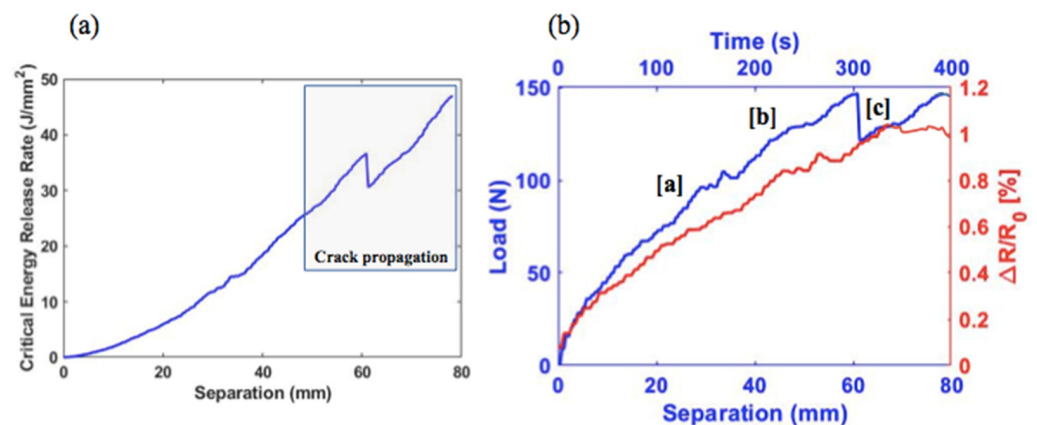 (a)
Critical Energy Release Rate (J/mm²)
50
40
30
20
10
0
Crack propagation
0 20 40 60 80
Separation (mm)
(b)
Time (s)
0 100 200 300 400
Load (N)
150
100
50
0
[a]
[b]
[c]
1.2
1
0.8
0.6
0.4
0.2
0
ΔR/R₀ [%]
0 20 40 60 80
Separation (mm)